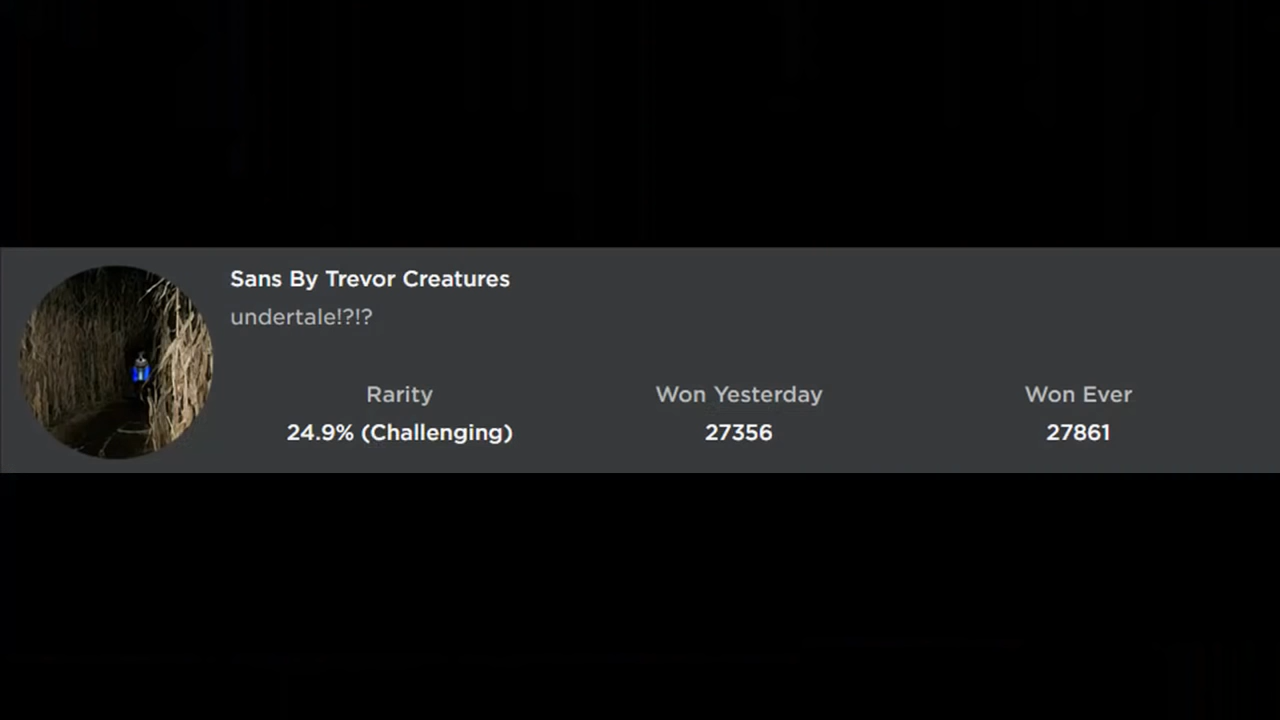 Sans By Trevor Creatures
undertale!?!?
Rarity
Won Yesterday
Won Ever
24.9% (Challenging)
27356
27861